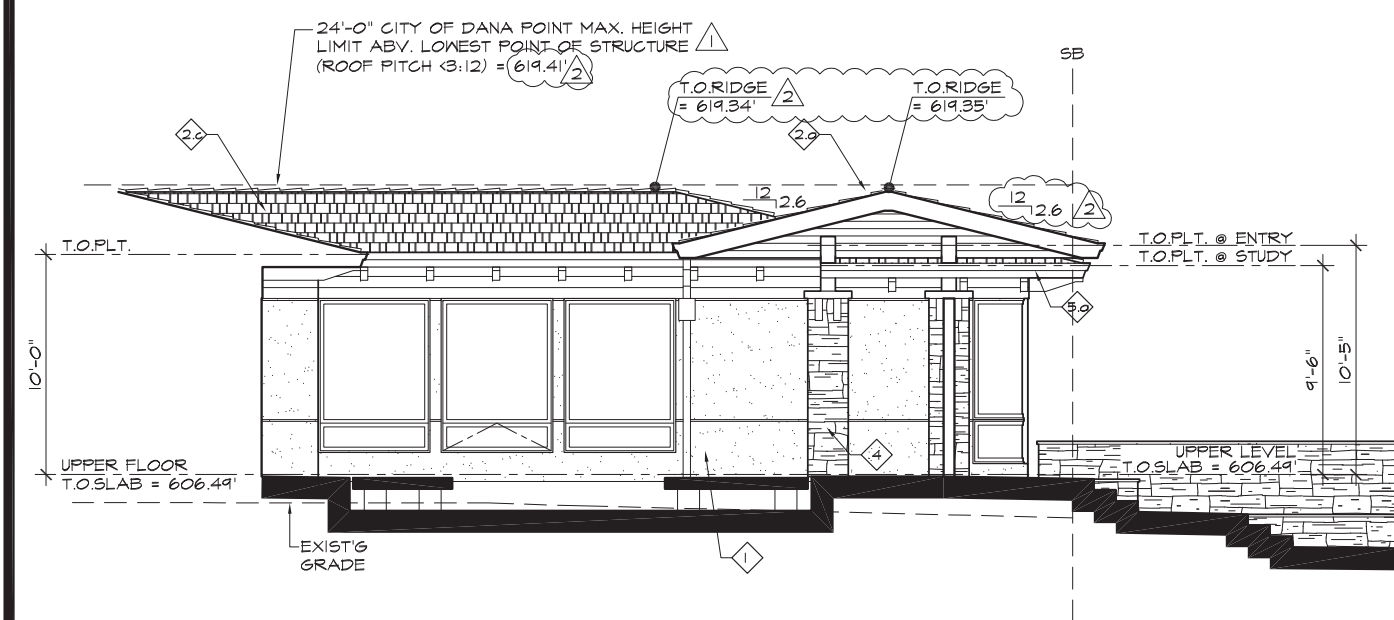 24'-0" CITY OF DANA POINT MAX. HEIGHT
LIMIT ABV. LOWEST POINT OF STRUCTURE 1
(ROOF PITCH <3:12) = 619.41' 2
SB
T.O.RIDGE 2
= 619.34'
T.O.RIDGE
= 619.35'
2.c
2.a
12
2.6
12
2.6 2
T.O.PLT.
T.O.PLT. @ ENTRY
T.O.PLT. @ STUDY
5.a
10'-0"
9'-6"
10'-5"
4
UPPER FLOOR
T.O.SLAB = 606.49'
UPPER LEVEL
T.O.SLAB = 606.49'
EXIST'G
GRADE
1